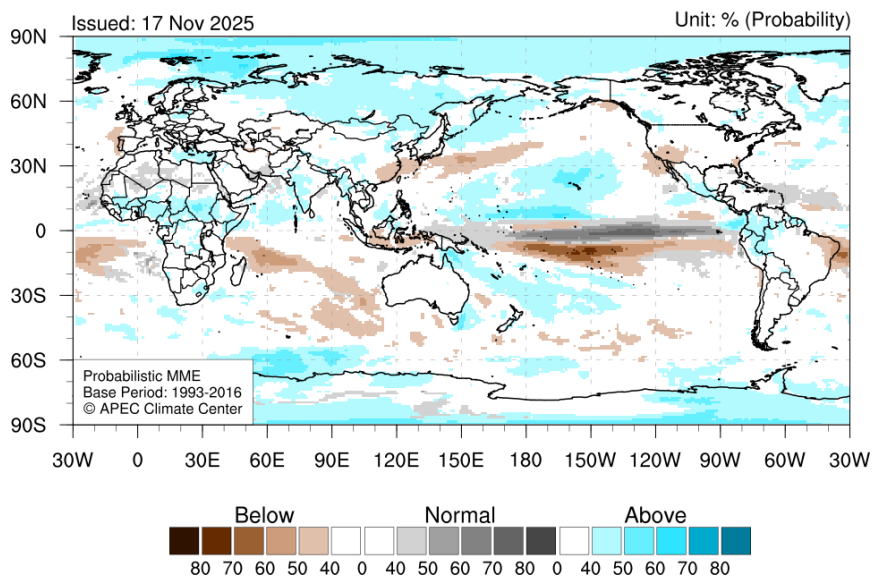 Issued: 17 Nov 2025
Unit: % (Probability)
90N
60N
30N
0
30S
60S
90S
Probabilistic MME
Base Period: 1993-2016
© APEC Climate Center
30W 0 30E 60E 90E 120E 150E 180 150W 120W 90W 60W 30W
Below Normal Above
80 70 60 50 40 0 40 50 60 70 80 0 40 50 60 70 80